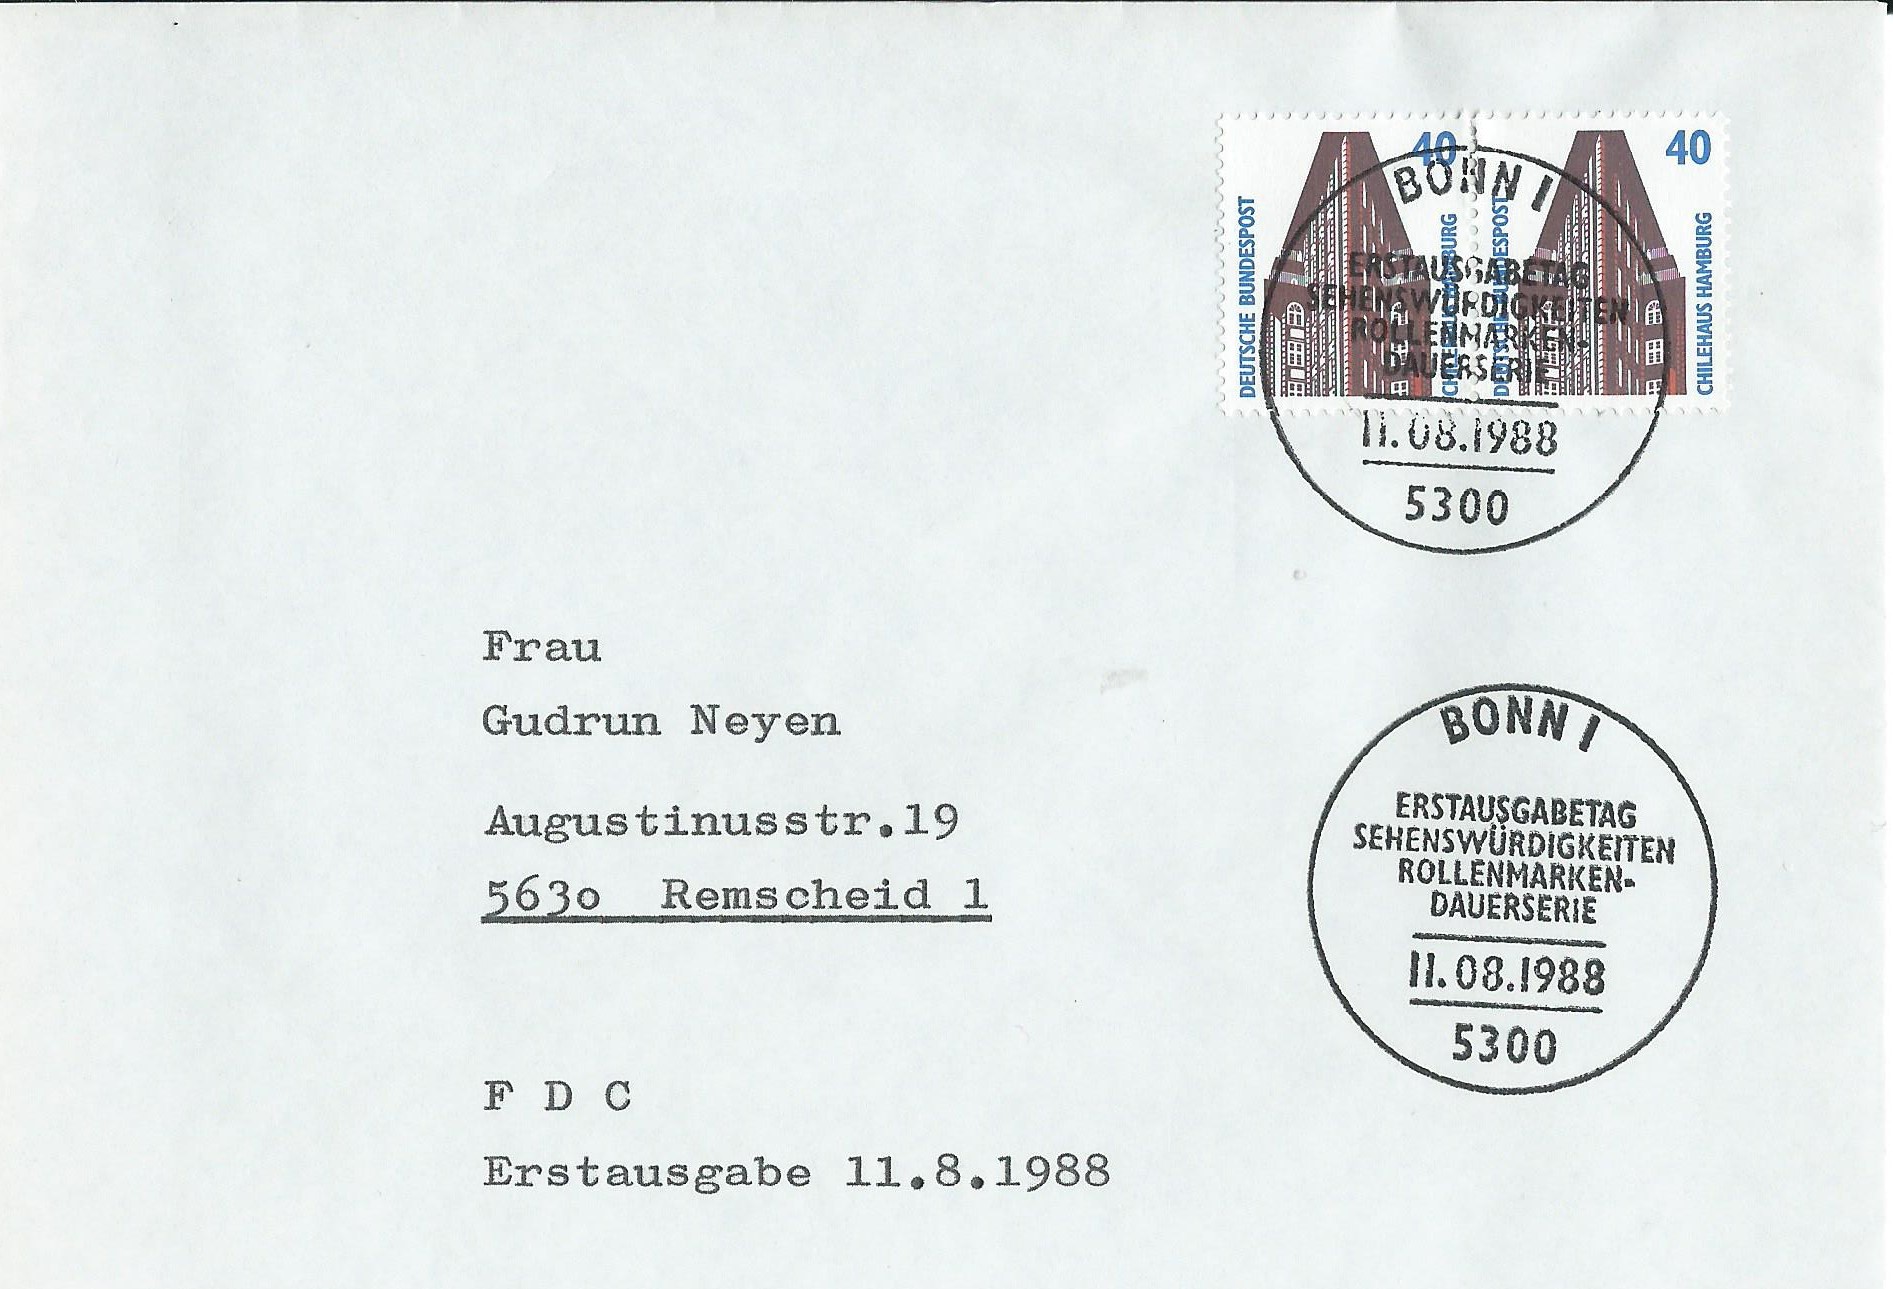 40
DEUTSCHE BUNDESPOST
CHILEHAUS HAMBURG
40
DEUTSCHE BUNDESPOST
CHILEHAUS HAMBURG
BONN 1
ERSTAUSGABETAG
SEHENSWÜRDIGKEITEN
ROLLENMARKEN-
DAUERSERIE
11.08.1988
5300
Frau
Gudrun Neyen
Augustinusstr.19
563o Remscheid 1
F D C
Erstausgabe 11.8.1988
BONN 1
ERSTAUSGABETAG
SEHENSWÜRDIGKEITEN
ROLLENMARKEN-
DAUERSERIE
11.08.1988
5300